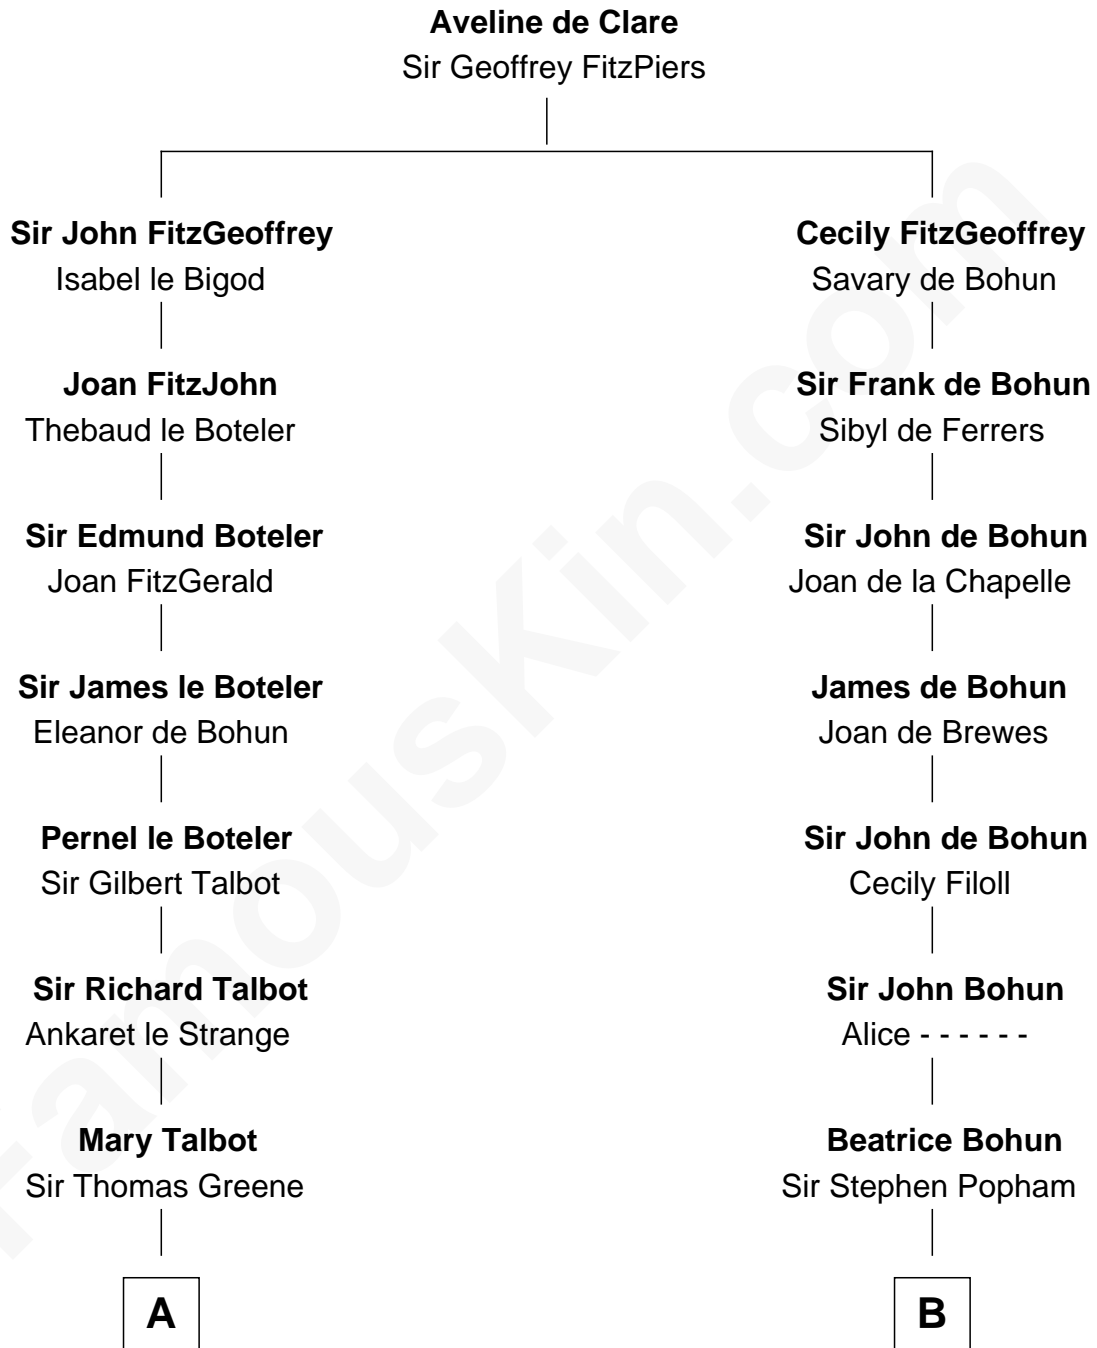 Aveline de Clare
Sir Geoffrey FitzPiers
Sir John FitzGeoffrey
Isabel le Bigod
Cecily FitzGeoffrey
Savary de Bohun
Joan FitzJohn
Thebaud le Boteler
Sir Frank de Bohun
Sibyl de Ferrers
Sir Edmund Boteler
Joan FitzGerald
Sir John de Bohun
Joan de la Chapelle
Sir James le Boteler
Eleanor de Bohun
James de Bohun
Joan de Brewes
Pernel le Boteler
Sir Gilbert Talbot
Sir John de Bohun
Cecily Filoll
Sir Richard Talbot
Ankaret le Strange
Sir John Bohun
Alice - - - - - -
Mary Talbot
Sir Thomas Greene
Beatrice Bohun
Sir Stephen Popham
A
B
FamousKin.com